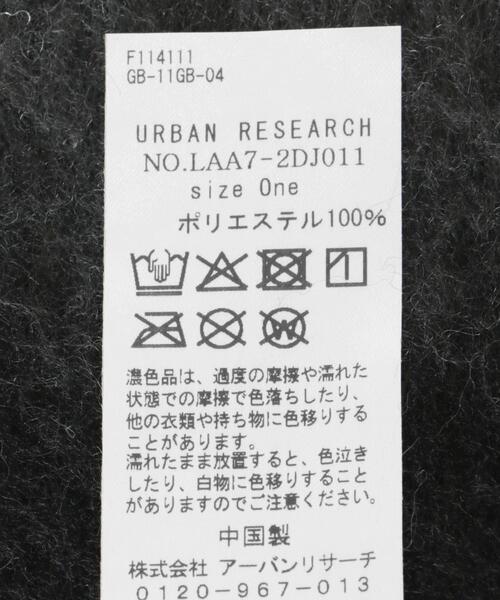 F114111
GB-11GB-04
URBAN RESEARCH
NO.LAA7-2DJ011
size One
ポリエステル100%
濃色品は、過度の摩擦や濡れた
状態での摩擦で色落ちしたり、
他の衣類や持ち物に色移りする
ことがあります。
濡れたまま放置すると、色泣き
したり、白物に色移りすること
がありますのでご注意ください。
中国製
株式会社 アーバンリサーチ
0120-967-013